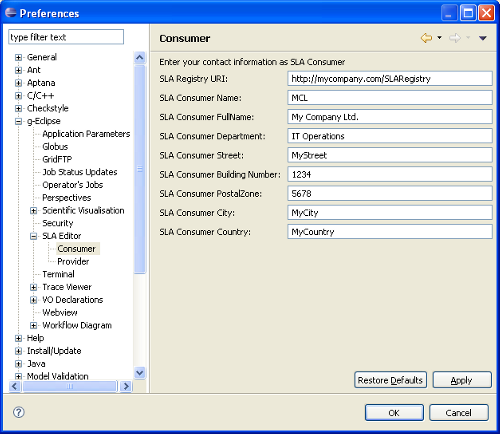 Preferences
type filter text
General
Ant
Aptana
C/C++
Checkstyle
g-Eclipse
Application Parameters
Globus
GridFTP
Job Status Updates
Operator's Jobs
Perspectives
Scientific Visualisation
Security
SLA Editor
Consumer
Provider
Terminal
Trace Viewer
VO Declarations
Webview
Workflow Diagram
Help
Install/Update
Java
Model Validation
Consumer
Enter your contact information as SLA Consumer
SLA Registry URI: http://mycompany.com/SLARegistry
SLA Consumer Name: MCL
SLA Consumer FullName: My Company Ltd.
SLA Consumer Department: IT Operations
SLA Consumer Street: MyStreet
SLA Consumer Building Number: 1234
SLA Consumer PostalZone: 5678
SLA Consumer City: MyCity
SLA Consumer Country: MyCountry
Restore Defaults Apply
? OK Cancel